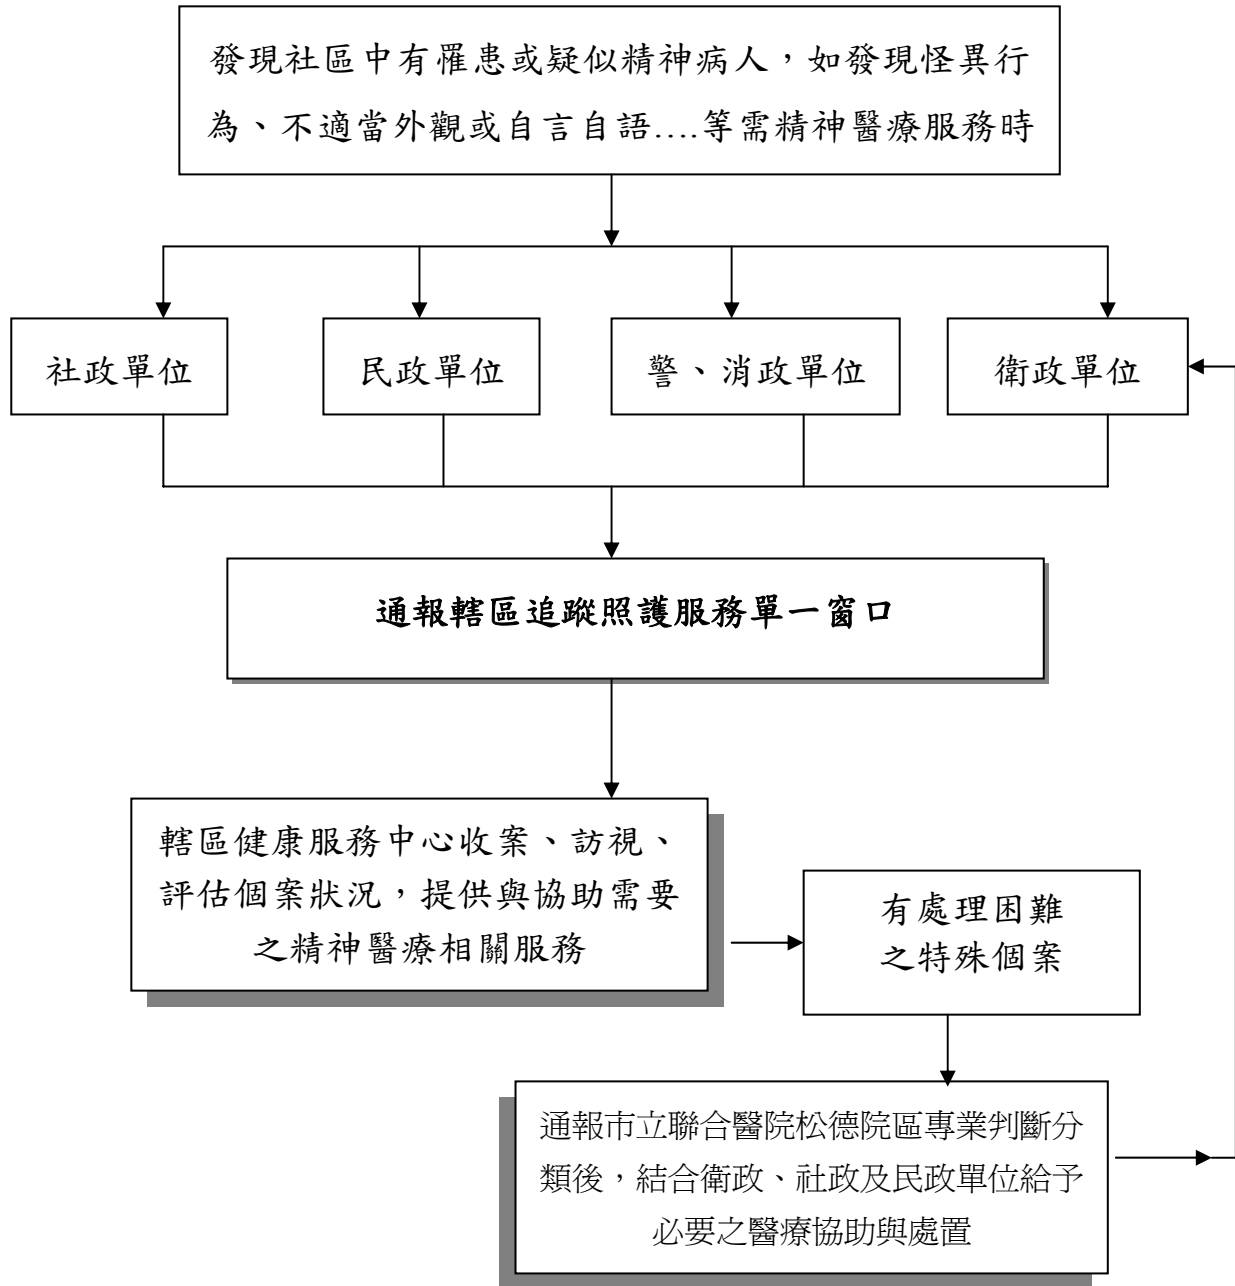 發現社區中有罹患或疑似精神病人，如發現怪異行
為、不適當外觀或自言自語....等需精神醫療服務時
社政單位
民政單位
警、消政單位
衛政單位
通報轄區追蹤照護服務單一窗口
轄區健康服務中心收案、訪視、
評估個案狀況，提供與協助需要
之精神醫療相關服務
有處理困難
之特殊個案
通報市立聯合醫院松德院區專業判斷分
類後，結合衛政、社政及民政單位給予
必要之醫療協助與處置